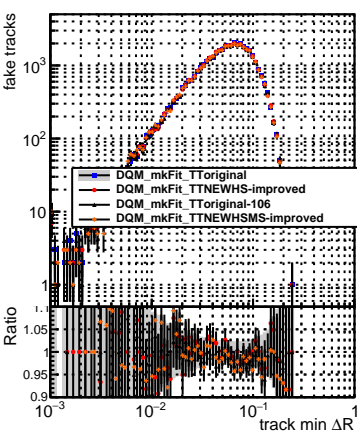 fake tracks
10³
10²
10
1
DQM_mkFit_TToriginal
DQM_mkFit_TTNEWHS-improved
DQM_mkFit_TToriginal-106
DQM_mkFit_TTNEWHSMS-improved
Ratio
1.1
1.05
1
0.95
0.9
10⁻³ 10⁻² 10⁻¹ 1
track min ΔR